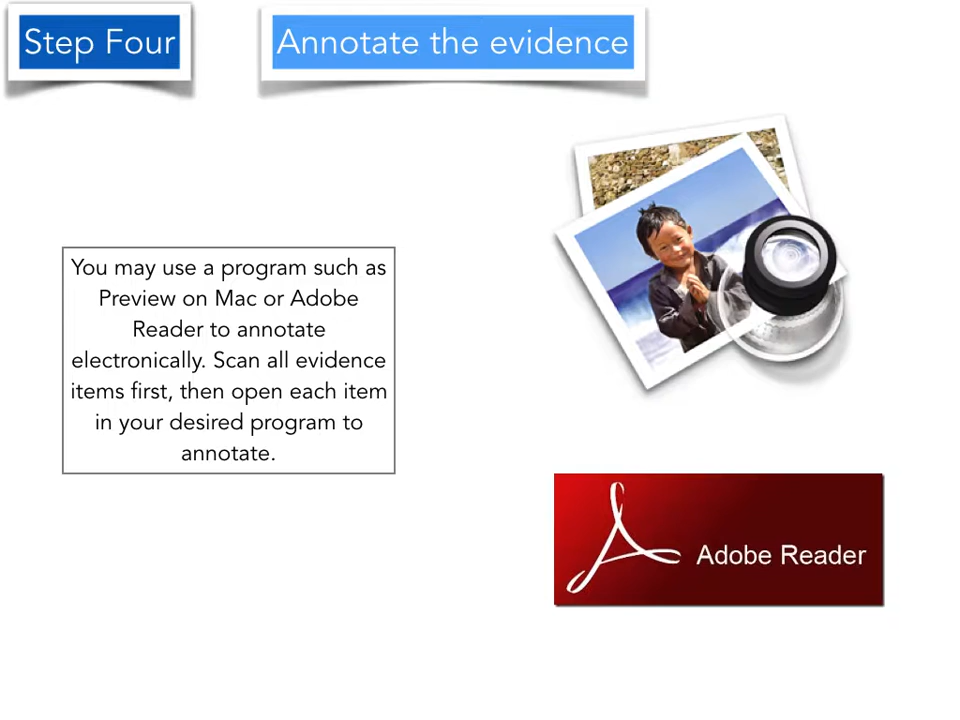 Step Four
Annotate the evidence
You may use a program such as
Preview on Mac or Adobe
Reader to annotate
electronically. Scan all evidence
items first, then open each item
in your desired program to
annotate.
Adobe Reader